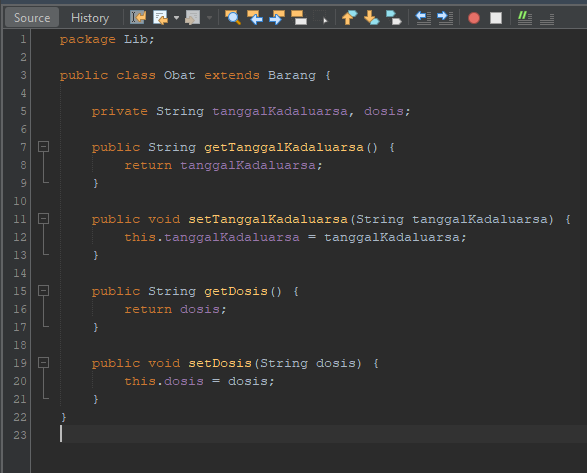 Source History
1 package Lib;
2
3 public class Obat extends Barang {
4
5     private String tanggalKadaluarsa, dosis;
6
7     public String getTanggalKadaluarsa() {
8         return tanggalKadaluarsa;
9     }
10
11     public void setTanggalKadaluarsa(String tanggalKadaluarsa) {
12         this.tanggalKadaluarsa = tanggalKadaluarsa;
13     }
14
15     public String getDosis() {
16         return dosis;
17     }
18
19     public void setDosis(String dosis) {
20         this.dosis = dosis;
21     }
22 }
23